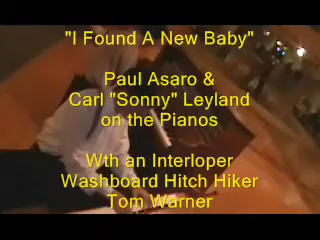 "I Found A New Baby"
Paul Asaro &
Carl "Sonny" Leyland
on the Pianos
Wth an Interloper
Washboard Hitch Hiker
Tom Warner